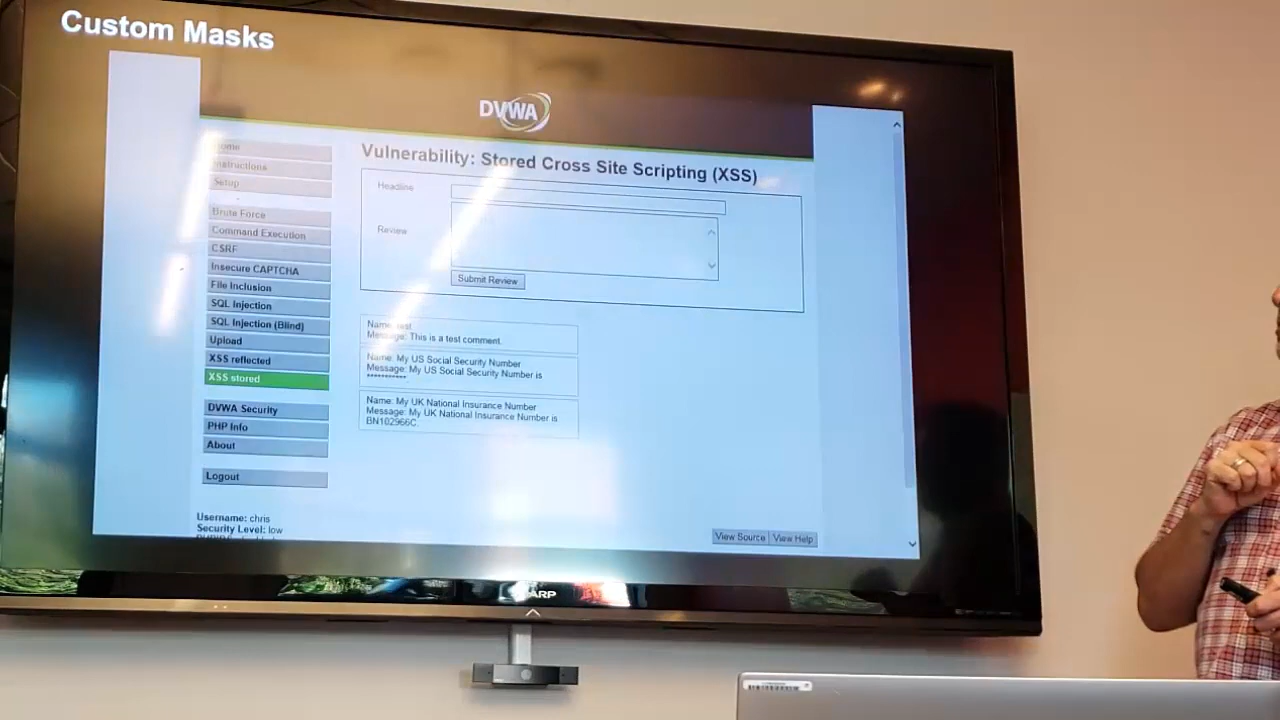 Custom Masks
DVWA
Vulnerability: Stored Cross Site Scripting (XSS)
Home
Instructions
Setup
Brute Force
Command Execution
CSRF
Insecure CAPTCHA
File Inclusion
SQL Injection
SQL Injection (Blind)
Upload
XSS reflected
XSS stored
DVWA Security
PHP Info
About
Logout
Username: chris
Security Level: low
Headline
Review
Submit Review
Name: test
Message: This is a test comment.
Name: My US Social Security Number
Message: My US Social Security Number is
***********
Name: My UK National Insurance Number
Message: My UK National Insurance Number is
BN102966C.
View Source
View Help